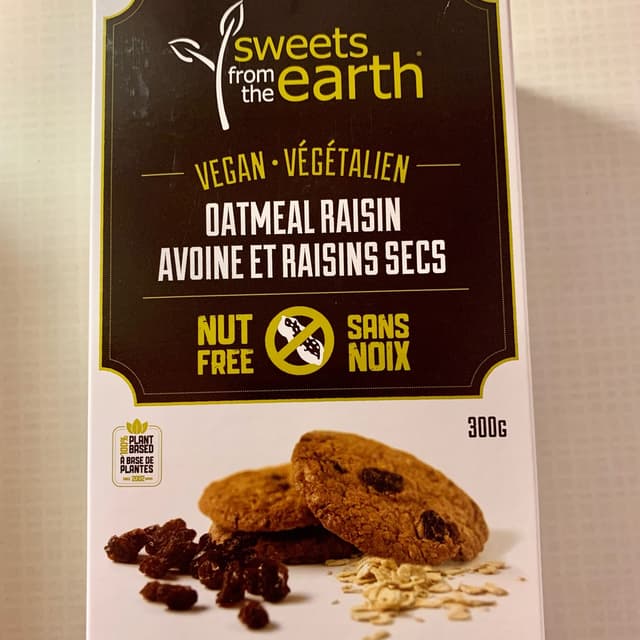 sweets
from
the earth®
VEGAN • VÉGÉTALIEN
OATMEAL RAISIN
AVOINE ET RAISINS SECS
NUT SANS
FREE NOIX
300G
100% PLANT
BASED
À BASE DE
PLANTES